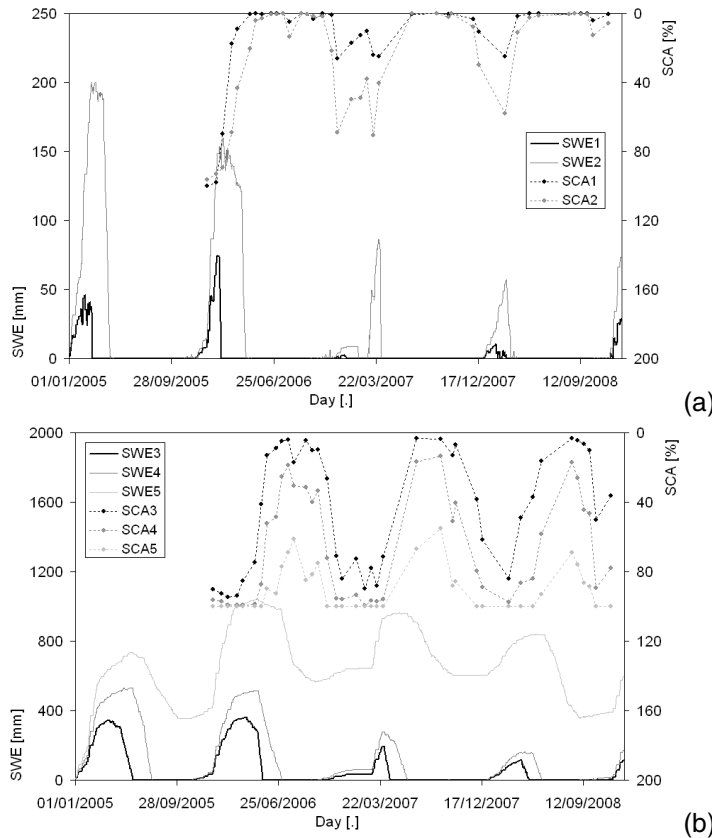 250
200
150
100
50
0
SWE [mm]
0
40
80
120
160
200
SCA [%]
SWE1
SWE2
SCA1
SCA2
01/01/2005 28/09/2005 25/06/2006 22/03/2007 17/12/2007 12/09/2008
Day [.]
(a)
2000
1600
1200
800
400
0
SWE [mm]
0
40
80
120
160
200
SCA [%]
SWE3
SWE4
SWE5
SCA3
SCA4
SCA5
01/01/2005 28/09/2005 25/06/2006 22/03/2007 17/12/2007 12/09/2008
Day [.]
(b)